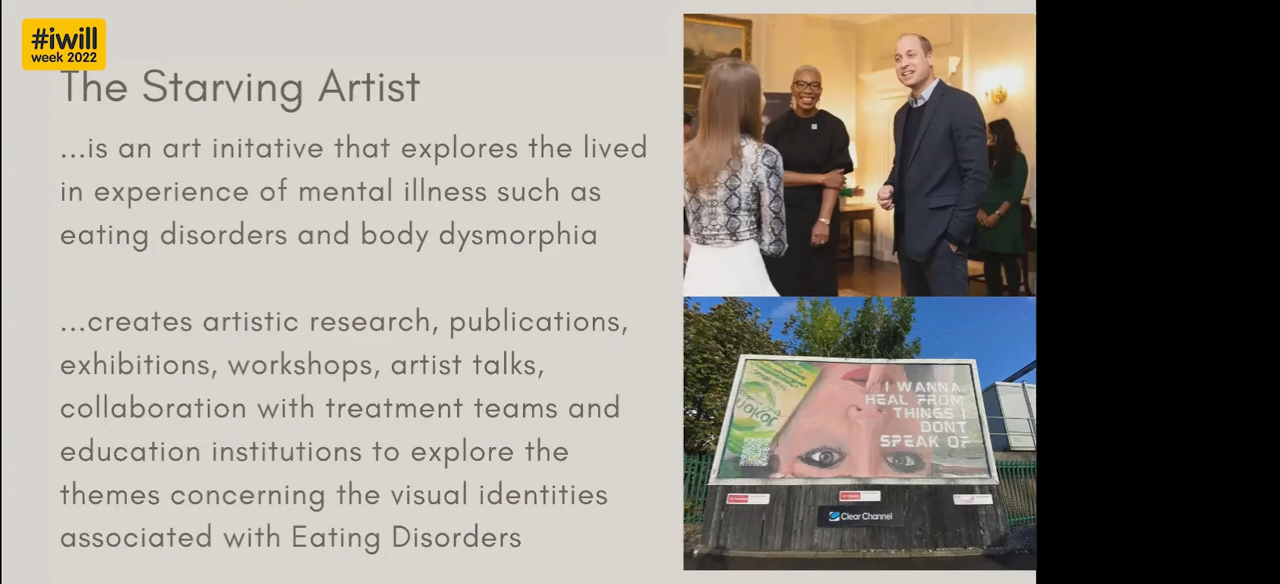 #iwill
week 2022
The Starving Artist
...is an art initative that explores the lived
in experience of mental illness such as
eating disorders and body dysmorphia
...creates artistic research, publications,
exhibitions, workshops, artist talks,
collaboration with treatment teams and
education institutions to explore the
themes concerning the visual identities
associated with Eating Disorders
I WANNA
HEAL FROM
THINGS I
DONT
SPEAK OF
Clear Channel